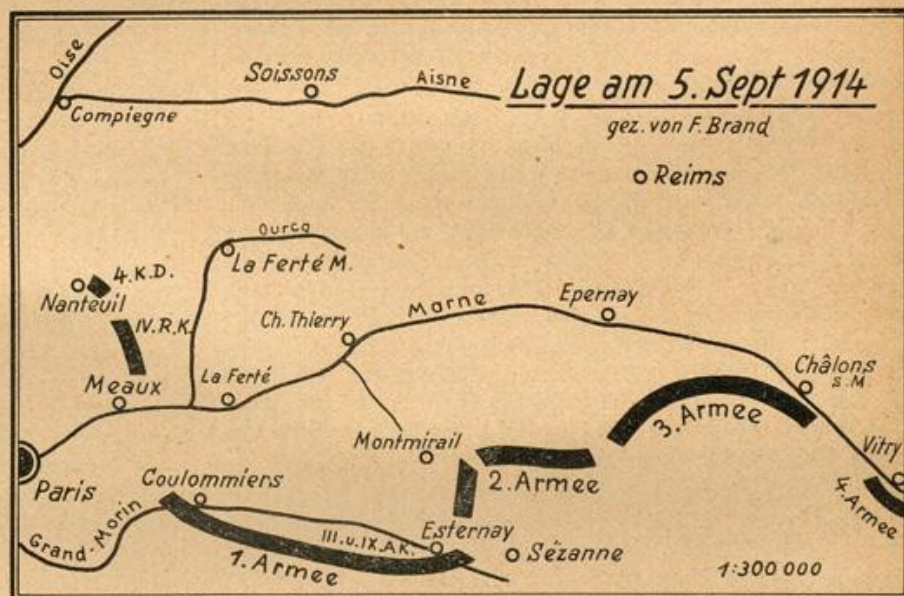 Lage am 5. Sept 1914
gez. von F. Brand
Oise
Compiegne
Soissons
Aisne
Reims
Ourcq
La Ferté M.
4. K.D.
Nanteuil
IV. R.K.
Meaux
La Ferté
Ch. Thierry
Marne
Epernay
Châlons
s. M.
Vitry
3. Armee
4. Armee
Montmirail
2. Armee
Paris
Coulommiers
Grand-Morin
III. u. IX. A.K.
Esternay
1. Armee
Sézanne
1:300 000